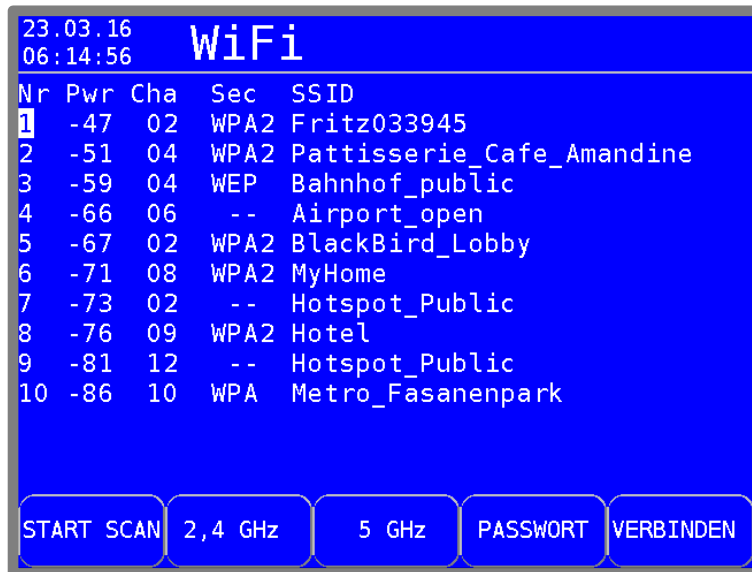 23.03.16
06:14:56
WiFi
Nr Pwr Cha Sec SSID
1 -47 02 WPA2 Fritz033945
2 -51 04 WPA2 Pattisserie_Cafe_Amandine
3 -59 04 WEP Bahnhof_public
4 -66 06 -- Airport_open
5 -67 02 WPA2 BlackBird_Lobby
6 -71 08 WPA2 MyHome
7 -73 02 -- Hotspot_Public
8 -76 09 WPA2 Hotel
9 -81 12 -- Hotspot_Public
10 -86 10 WPA Metro_Fasanenpark
START SCAN 2,4 GHz 5 GHz PASSWORT VERBINDEN